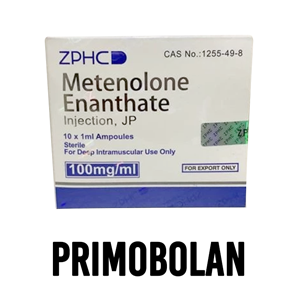 ZPHC
CAS No.:1255-49-8
Metenolone
Enanthate
Injection, JP
10 x 1ml Ampoules
Sterile
For Deep Intramuscular Use Only
100mg/ml
FOR EXPORT ONLY
ZP
PRIMOBOLAN